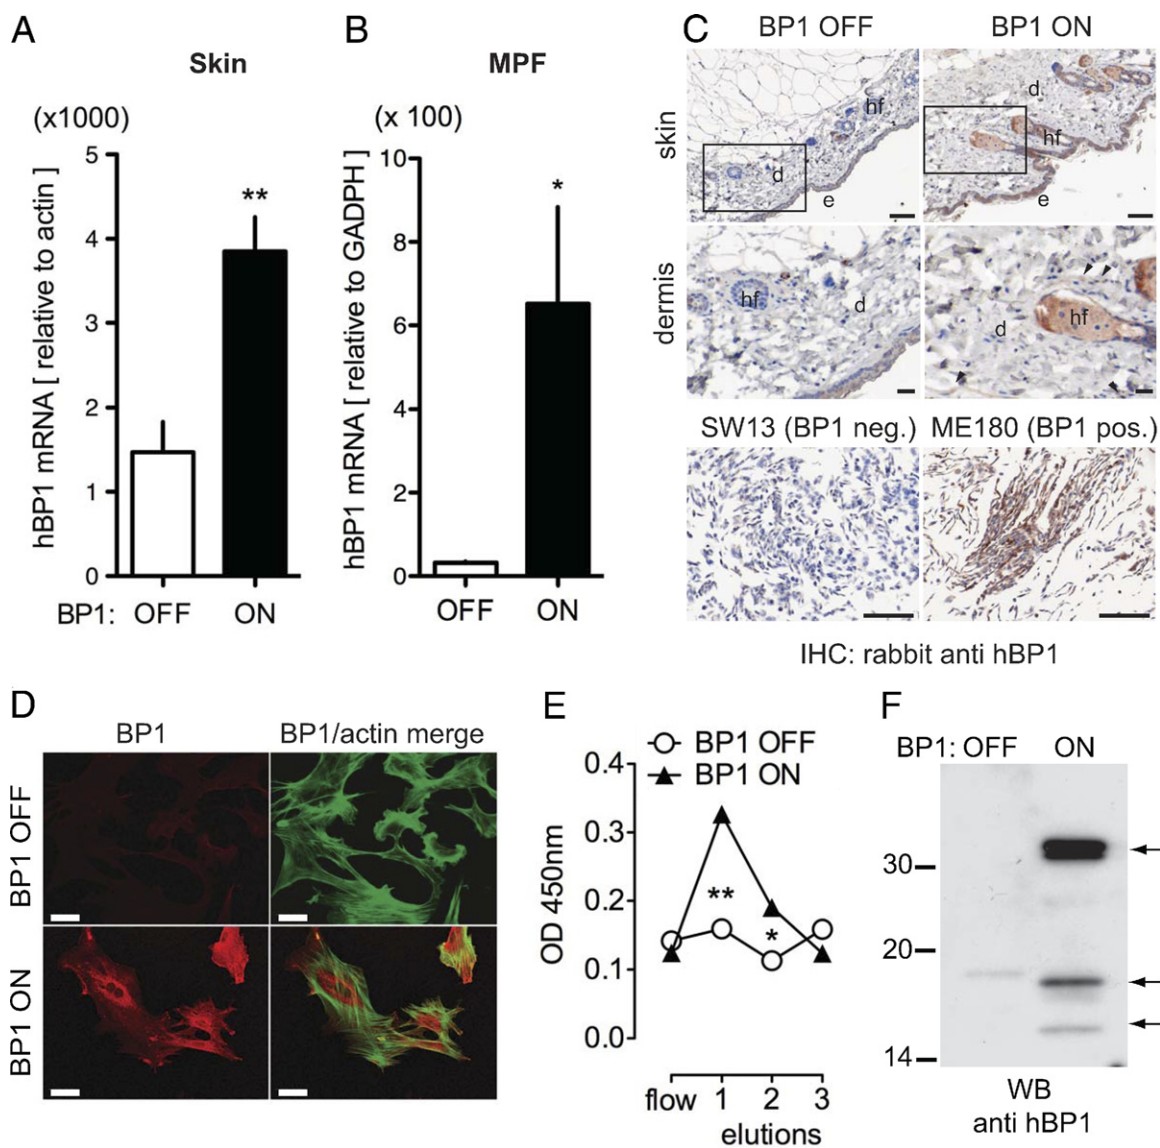 A
Skin
(x1000)
hBP1 mRNA [ relative to actin ]
5
4
3
2
1
0
**
BP1: OFF ON
B
MPF
(x 100)
hBP1 mRNA [ relative to GADPH ]
10
8
6
4
2
0
*
OFF ON
C
BP1 OFF BP1 ON
skin
hf
d
e
d
hf
e
dermis
hf
d
d
hf
SW13 (BP1 neg.) ME180 (BP1 pos.)
IHC: rabbit anti hBP1
D
BP1 BP1/actin merge
BP1 OFF
BP1 ON
E
BP1 OFF
BP1 ON
OD 450nm
0.4
0.3
0.2
0.1
0.0
**
*
flow 1 2 3
elutions
F
BP1: OFF ON
30
20
14
WB
anti hBP1